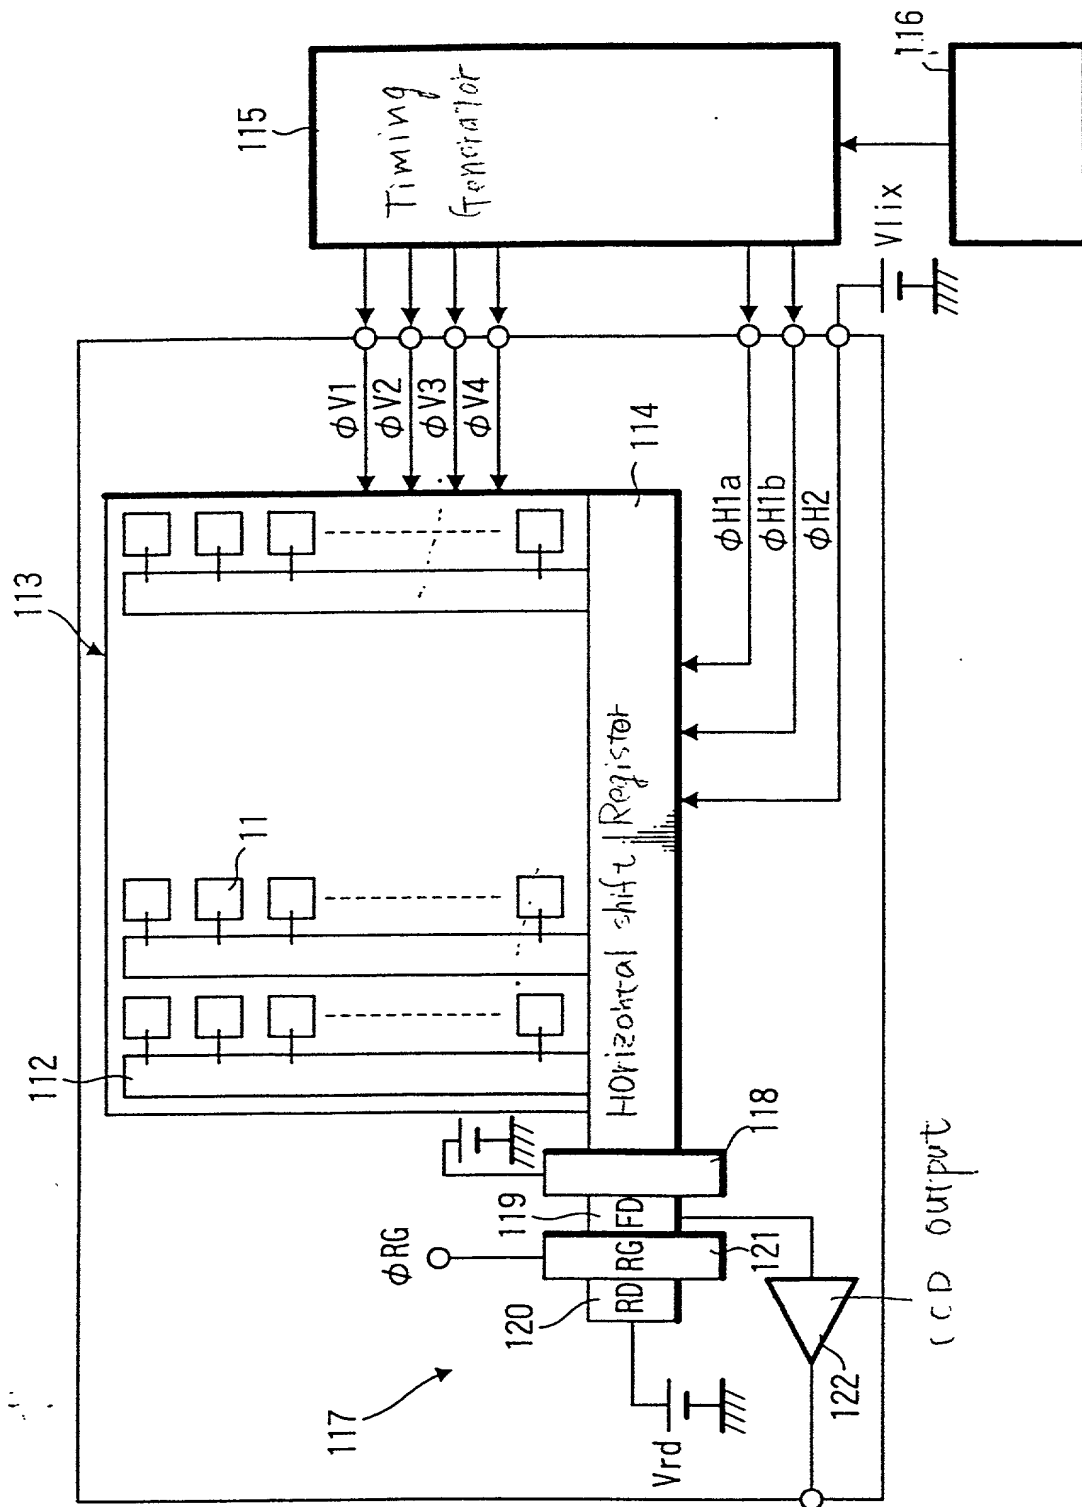 113
112
11
φV1
φV2
φV3
φV4
115
Timing
Generator
116
Vlix
114
φH1a
φH1b
φH2
Horizontal shift Registor
118
119
FD
φRG
RG
121
120
RD
117
Vrd
122
CCD output